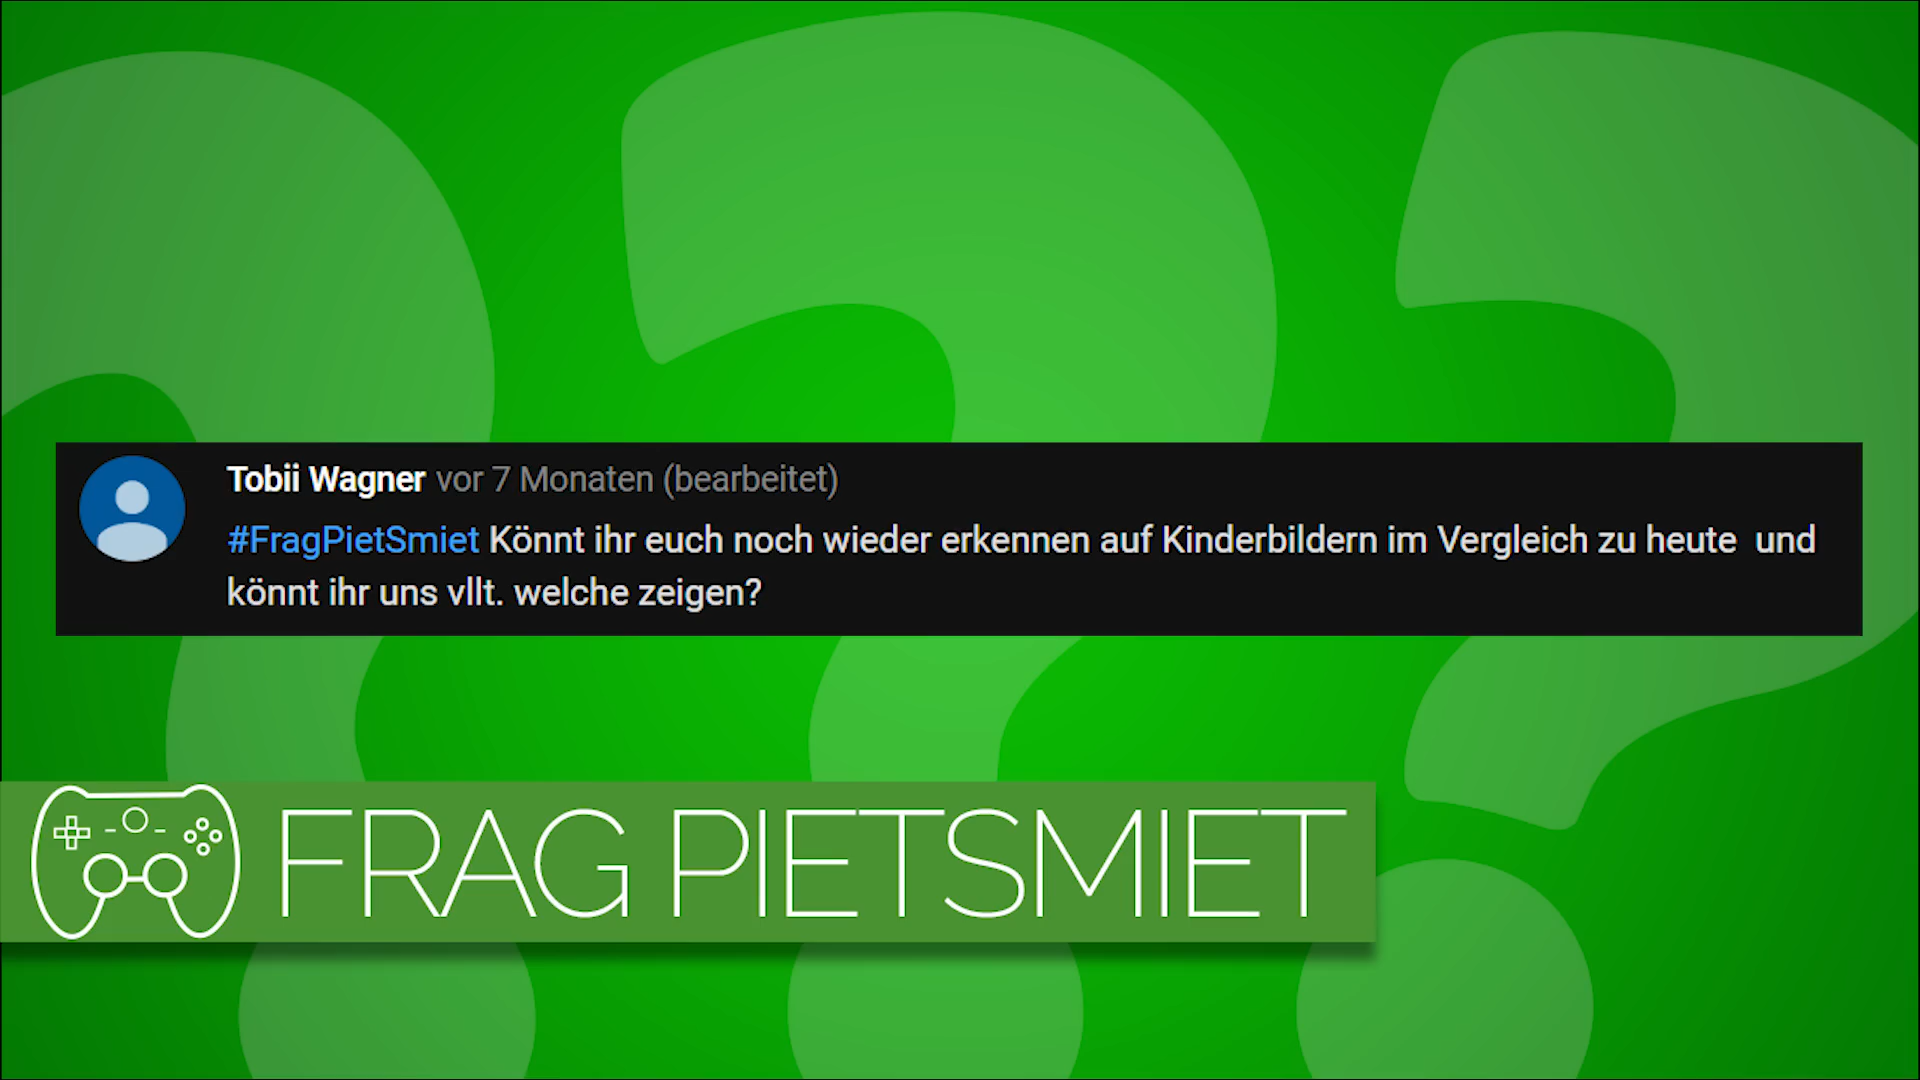 Tobii Wagner vor 7 Monaten (bearbeitet)
#FragPietSmiet Könnt ihr euch noch wieder erkennen auf Kinderbildern im Vergleich zu heute  und
könnt ihr uns vllt. welche zeigen?
FRAG PIETSMIET